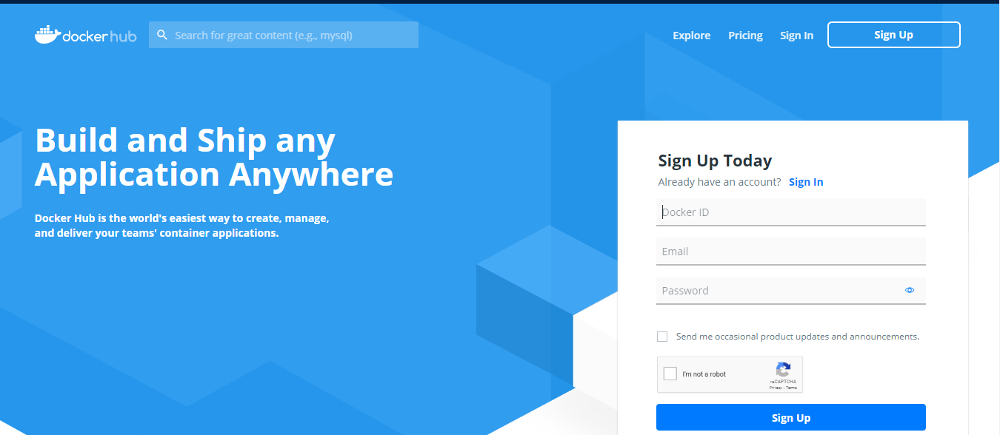 docker hub
Search for great content (e.g., mysql)
Explore
Pricing
Sign In
Sign Up
Build and Ship any
Application Anywhere
Docker Hub is the world's easiest way to create, manage,
and deliver your teams' container applications.
Sign Up Today
Already have an account? Sign In
Docker ID
Email
Password
Send me occasional product updates and announcements.
I'm not a robot
reCAPTCHA
Privacy - Terms
Sign Up